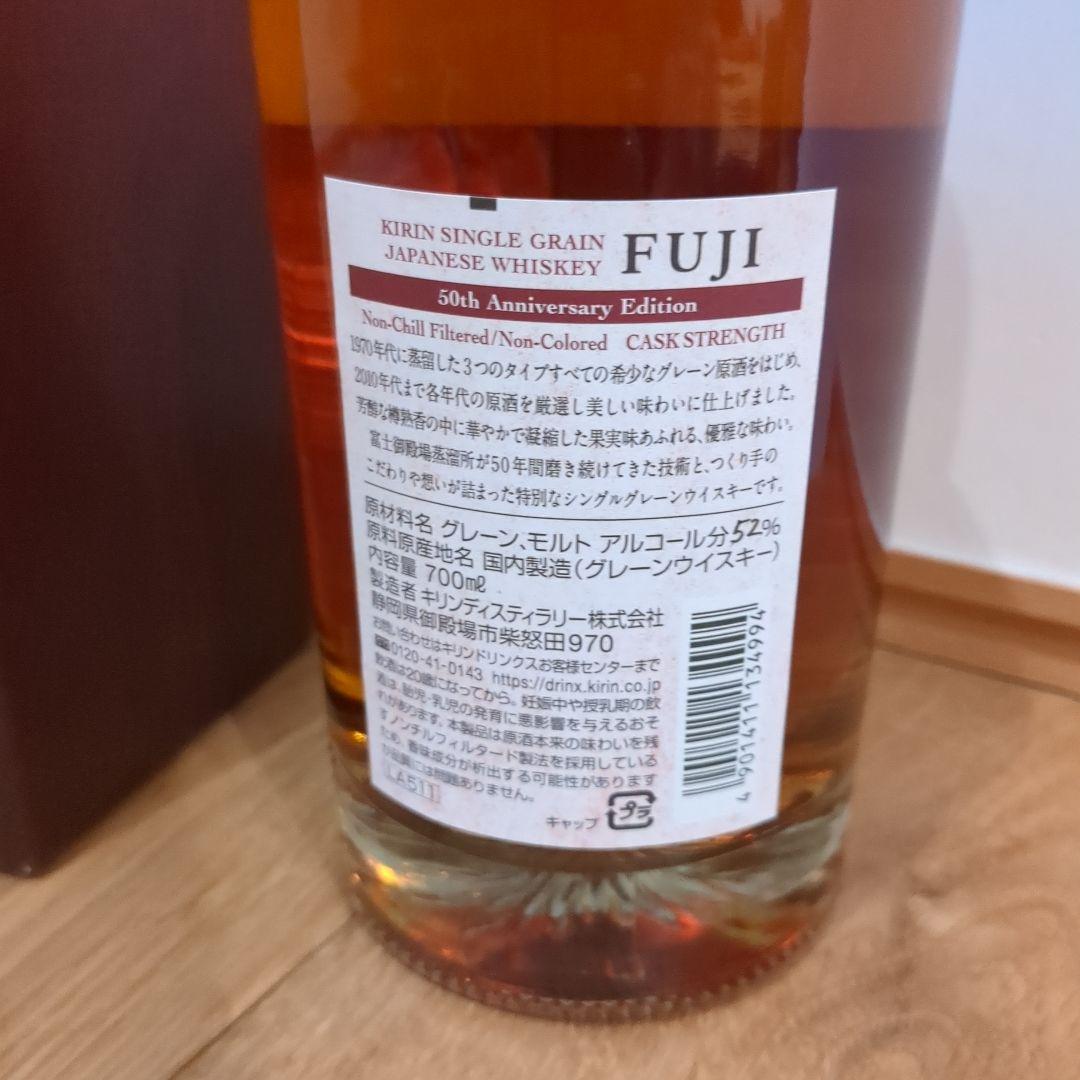 KIRIN SINGLE GRAIN
JAPANESE WHISKEY
FUJI
50th Anniversary Edition
Non-Chill Filtered/Non-Colored CASK STRENGTH
1970年代に蒸留した3つのタイプすべての希少なグレーン原酒をはじめ、
2010年代まで各年代の原酒を厳選し美しい味わいに仕上げました。
芳醇な樽熟香の中に華やかで凝縮した果実味あふれる、優雅な味わい。
富士御殿場蒸溜所が50年間磨き続けてきた技術と、つくり手の
こだわりや想いが詰まった特別なシングルグレーンウイスキーです。
原材料名 グレーン、モルト アルコール分52%
原料原産地名 国内製造(グレーンウイスキー)
内容量 700㎖
製造者 キリンディスティラリー株式会社
静岡県御殿場市柴怒田970
お問い合わせはキリンドリンクスお客様センターまで
0120-41-0143 https://drinx.kirin.co.jp
飲酒は20歳になってから。妊娠中や授乳期の飲
酒は、胎児・乳児の発育に悪影響を与えるおそ
れがあります。本製品は原酒本来の味わいを残
すノンチルフィルタード製法を採用している
ため、香味成分が析出する可能性があります
が品質には問題ありません。
LA511
キャップ プラ
4 901411 134994